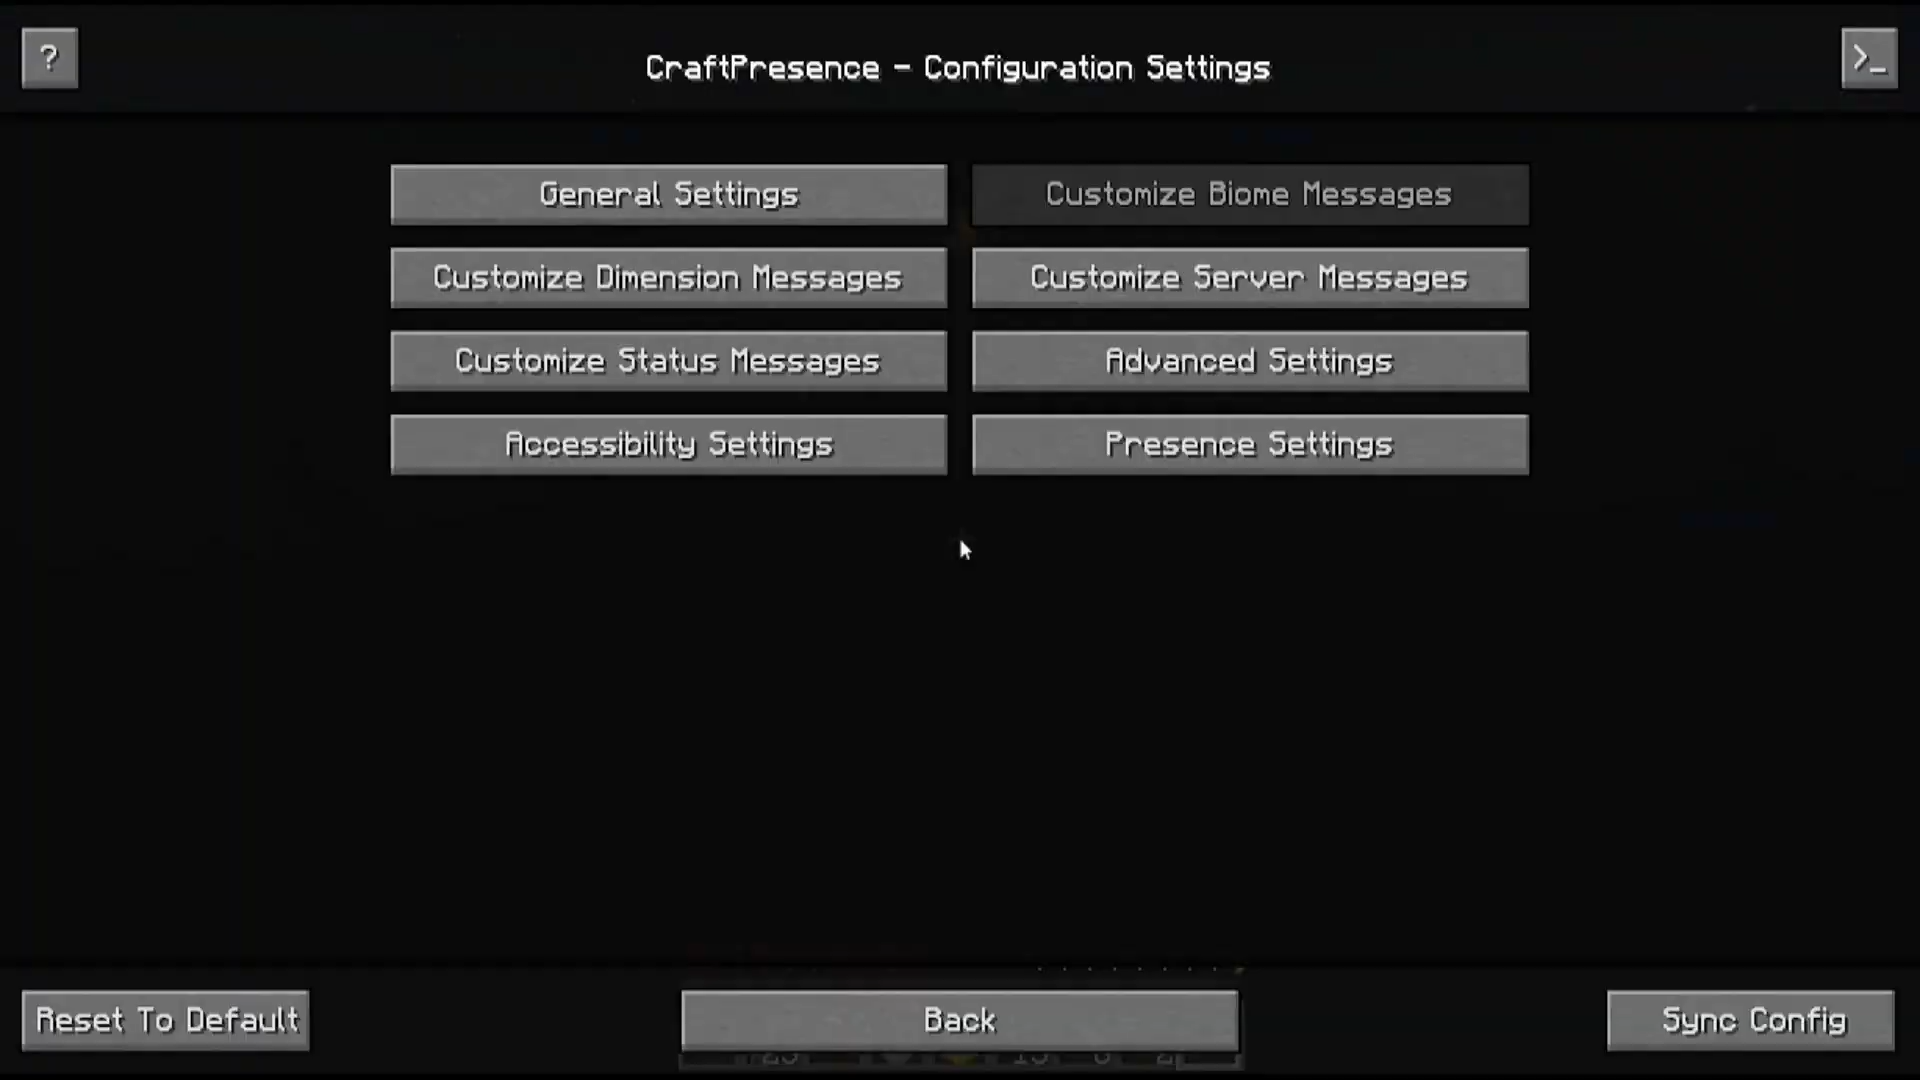 ?
CraftPresence - Configuration Settings
>_
General Settings
Customize Biome Messages
Customize Dimension Messages
Customize Server Messages
Customize Status Messages
Advanced Settings
Accessibility Settings
Presence Settings
Reset To Default
Back
Sync Config